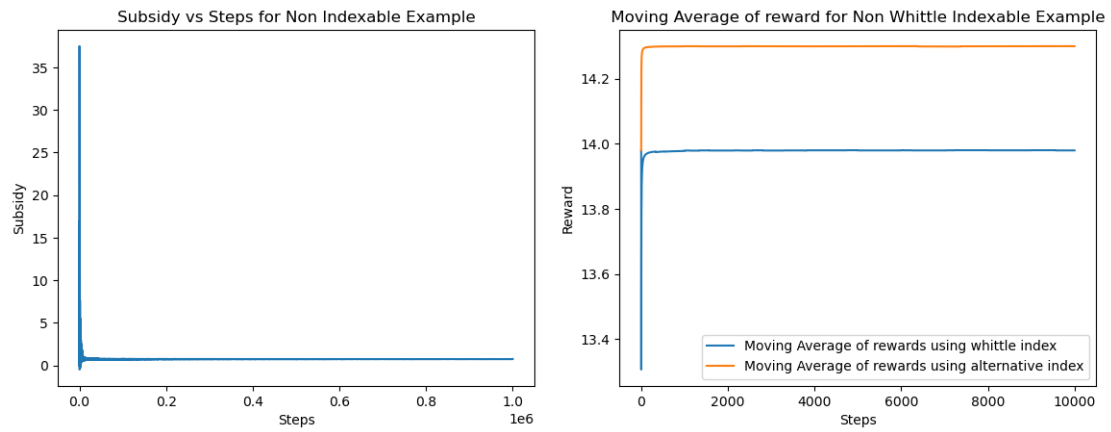 Subsidy vs Steps for Non Indexable Example
Subsidy
35
30
25
20
15
10
5
0
0.0
0.2
0.4
0.6
0.8
1.0
1e6
Steps
Moving Average of reward for Non Whittle Indexable Example
Reward
14.2
14.0
13.8
13.6
13.4
Moving Average of rewards using whittle index
Moving Average of rewards using alternative index
0
2000
4000
6000
8000
10000
Steps